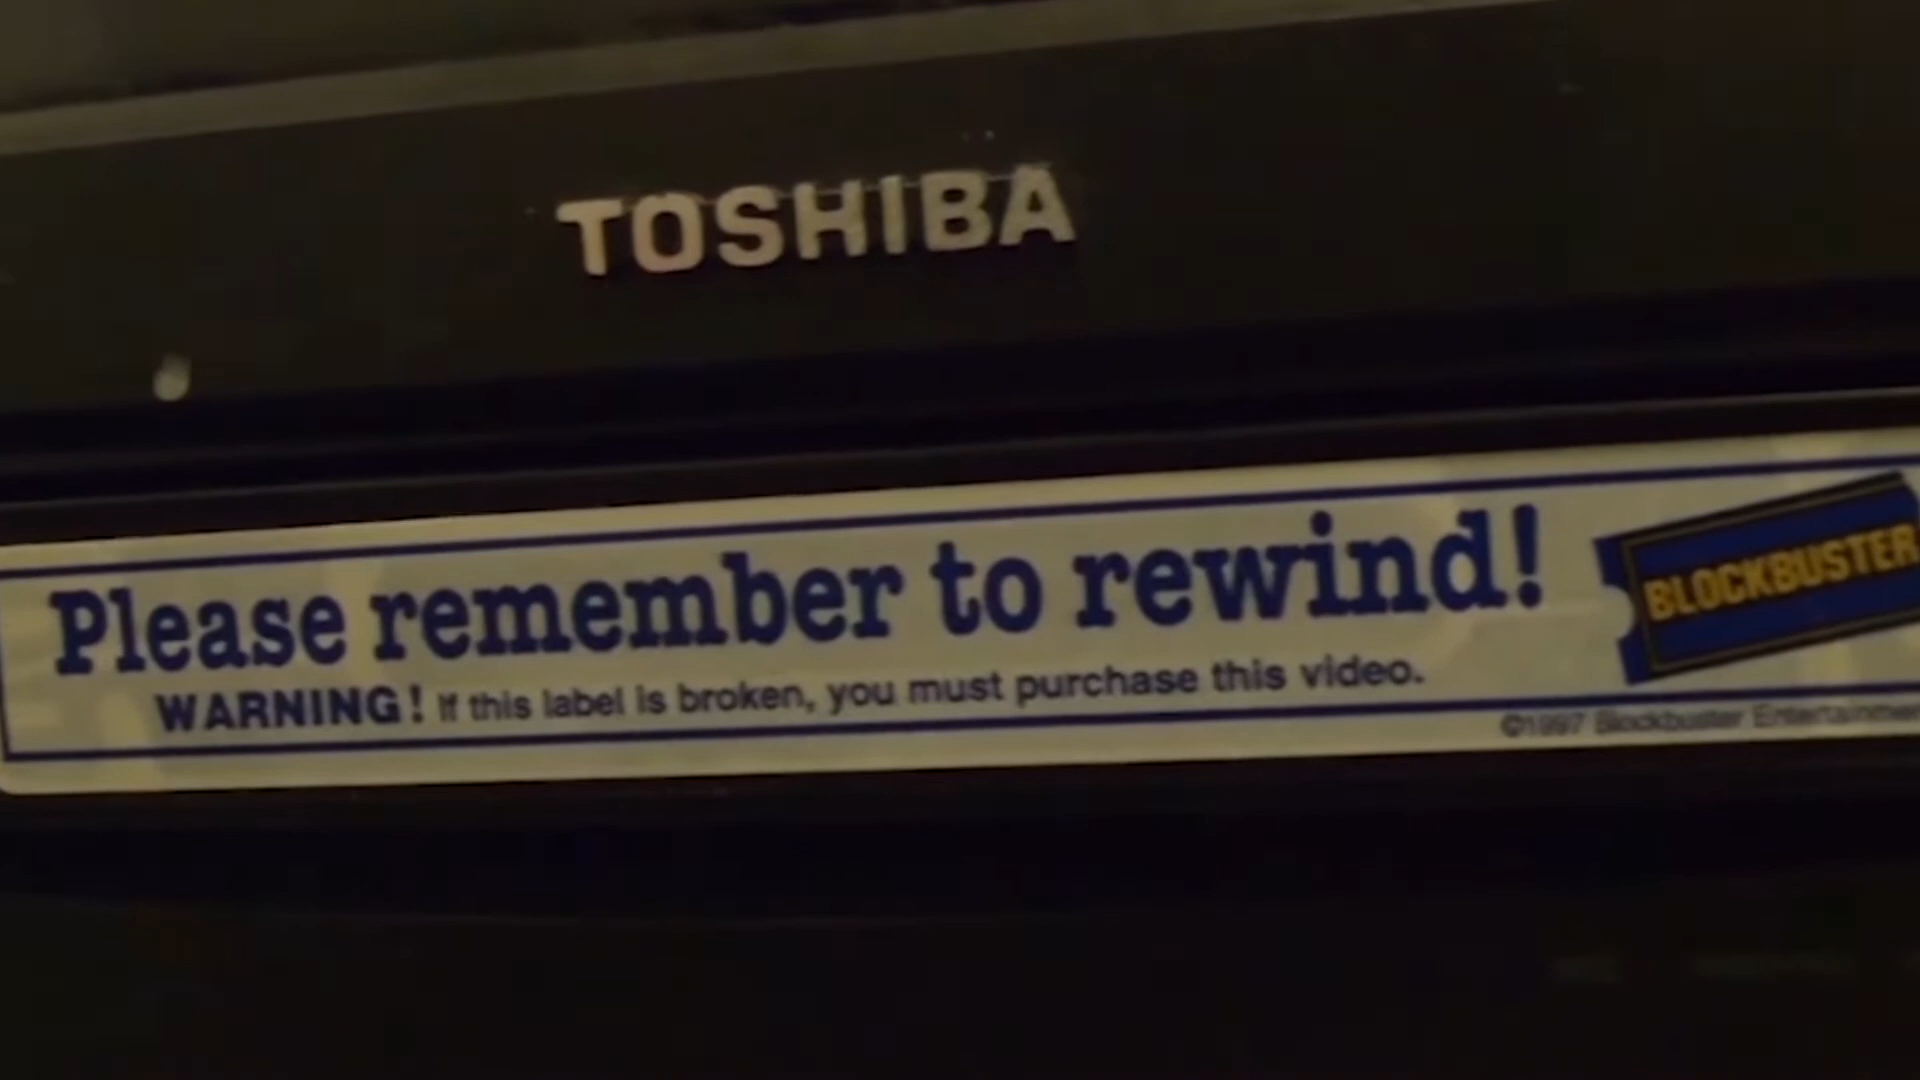 TOSHIBA
Please remember to rewind!
BLOCKBUSTER
WARNING! If this label is broken, you must purchase this video.
©1997 Blockbuster